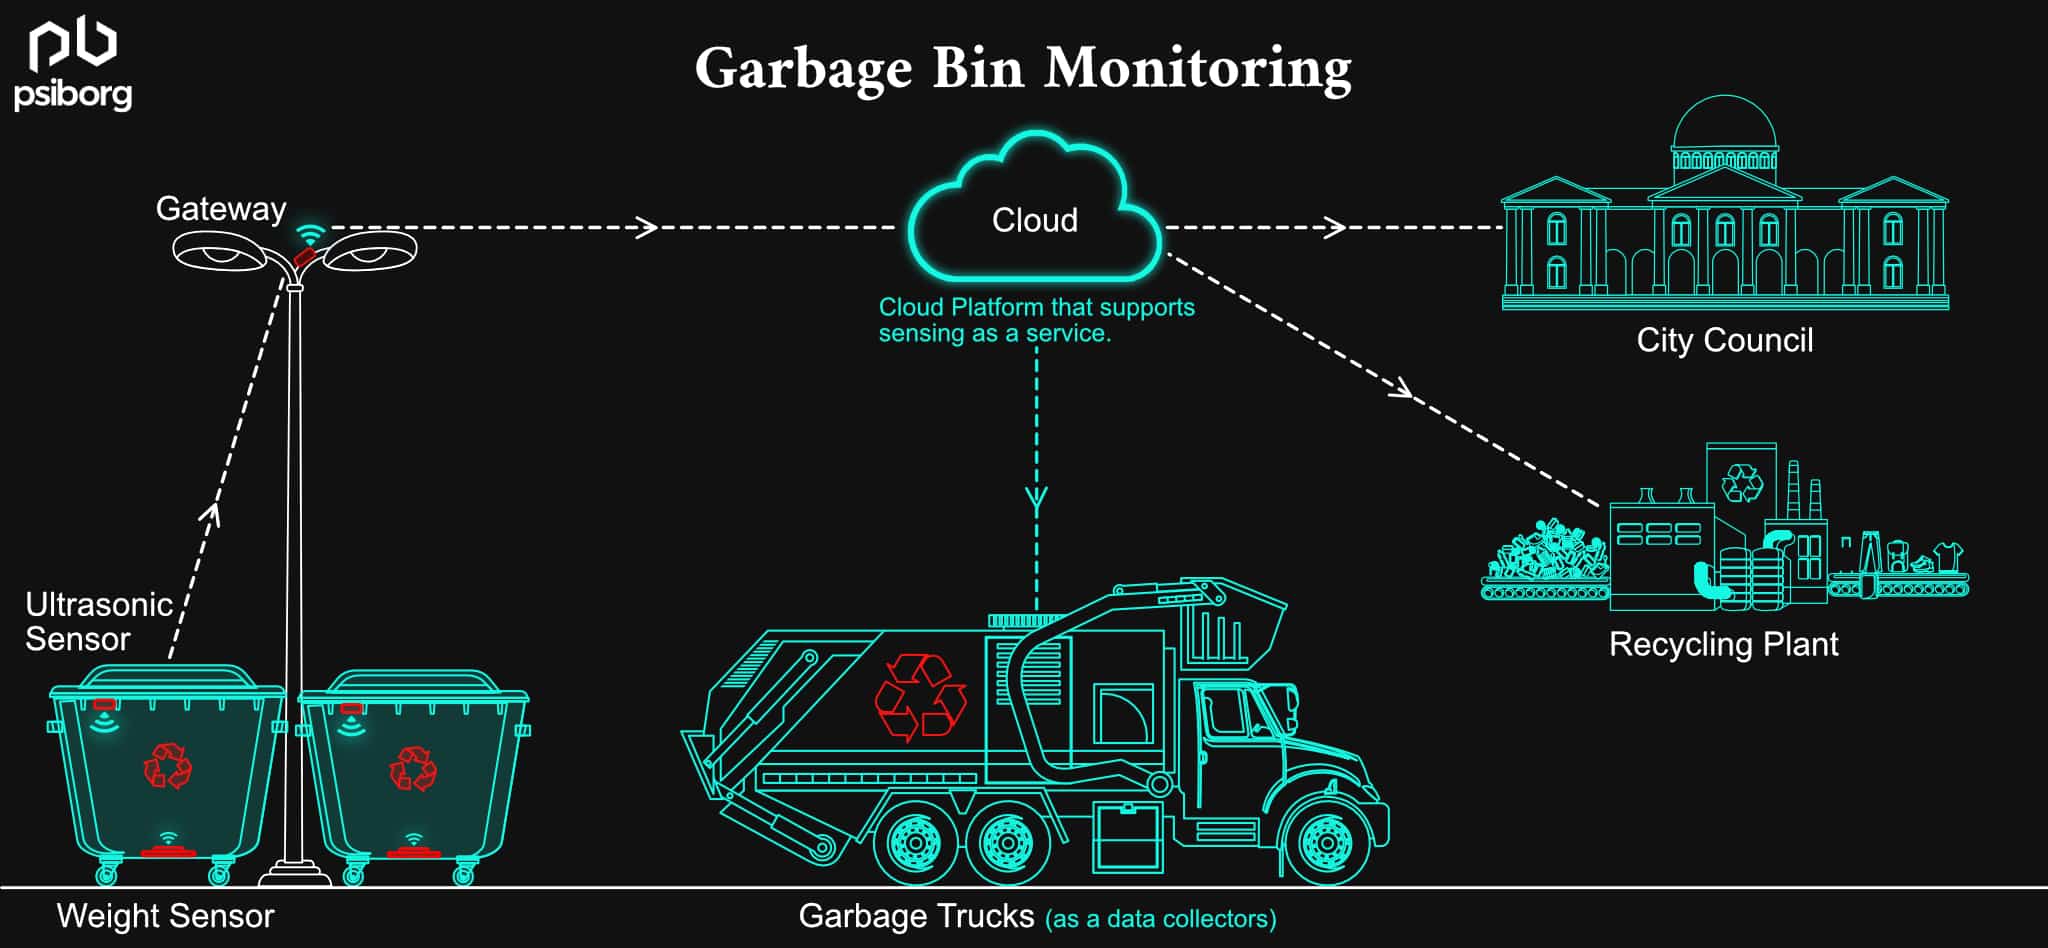 psiborg
Garbage Bin Monitoring
Gateway
Cloud
Cloud Platform that supports
sensing as a service.
City Council
Ultrasonic
Sensor
Recycling Plant
Weight Sensor
Garbage Trucks (as a data collectors)